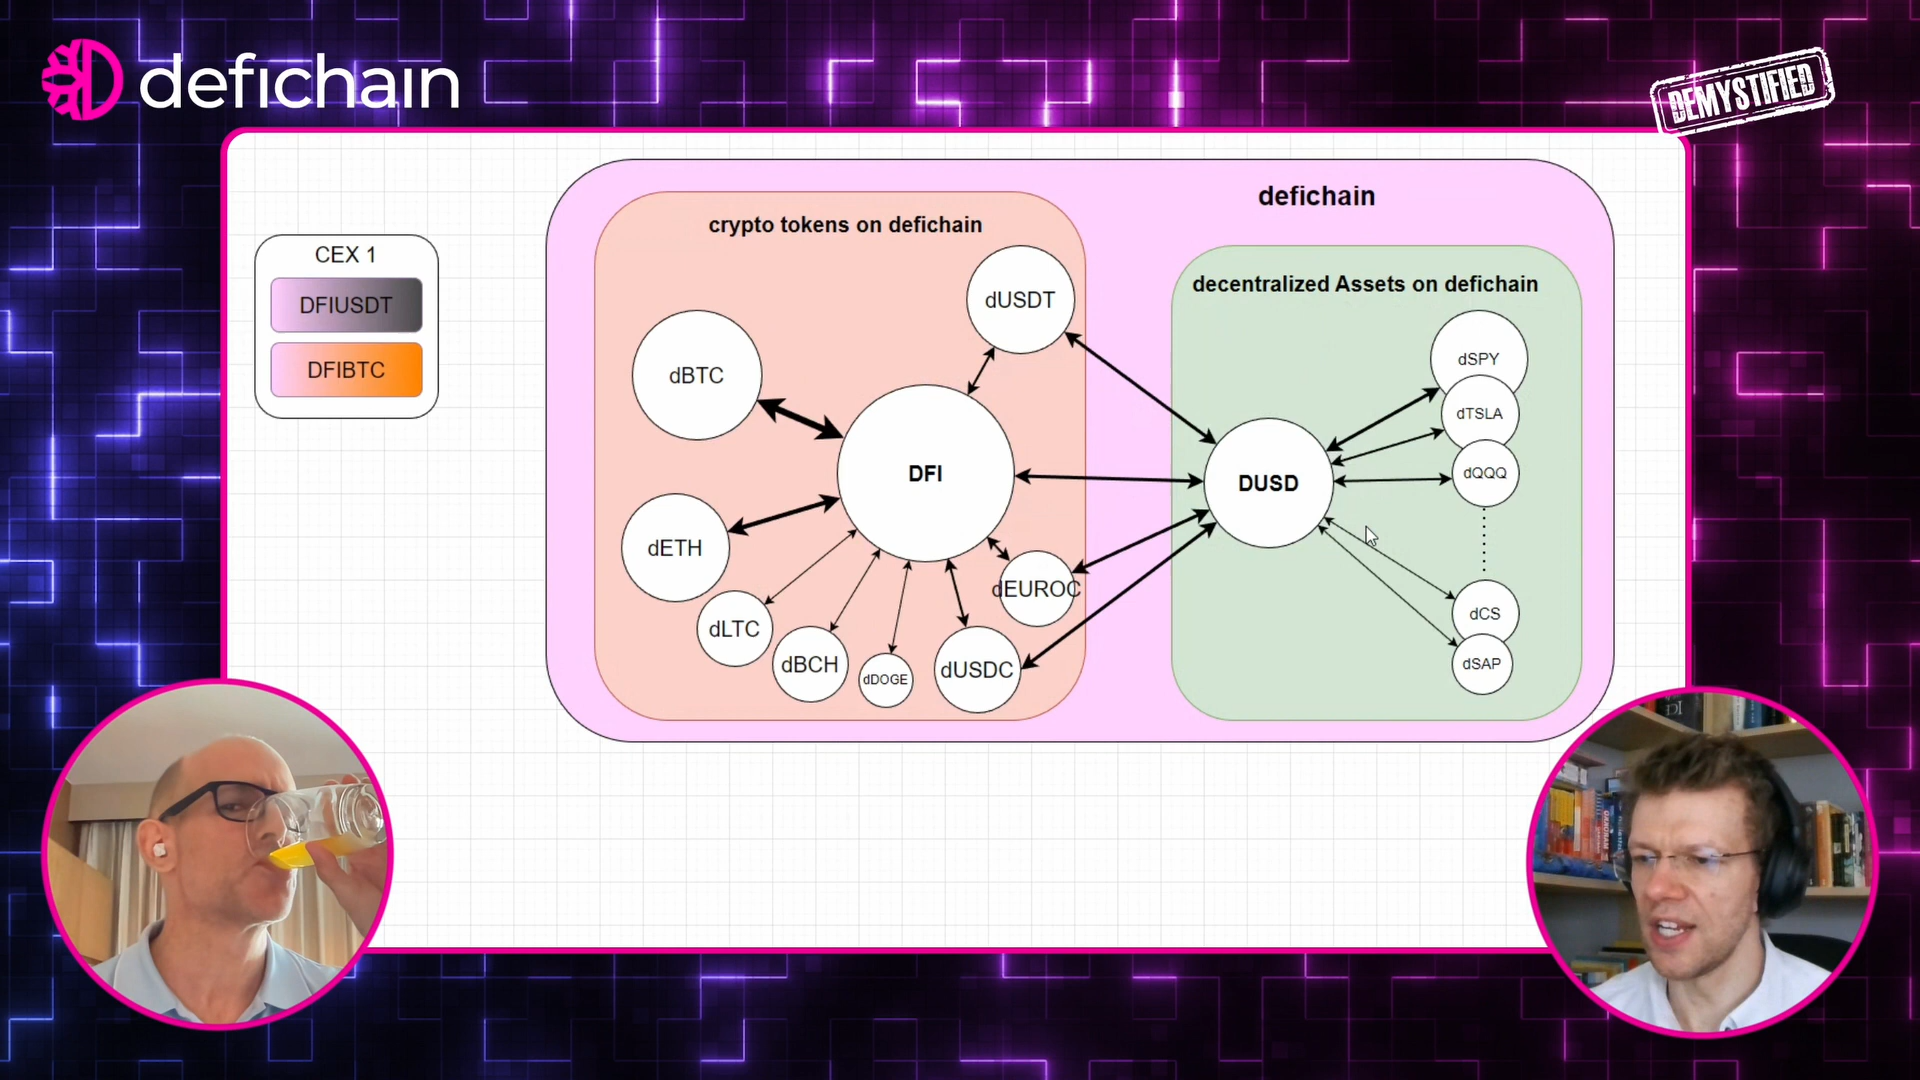 defichain
DEMYSTIFIED
defichain
crypto tokens on defichain
CEX 1
DFIUSDT
DFIBTC
decentralized Assets on defichain
dUSDT
dBTC
DFI
dETH
dLTC
dBCH
dDOGE
dUSDC
dEUROC
DUSD
dSPY
dTSLA
dQQQ
dCS
dSAP